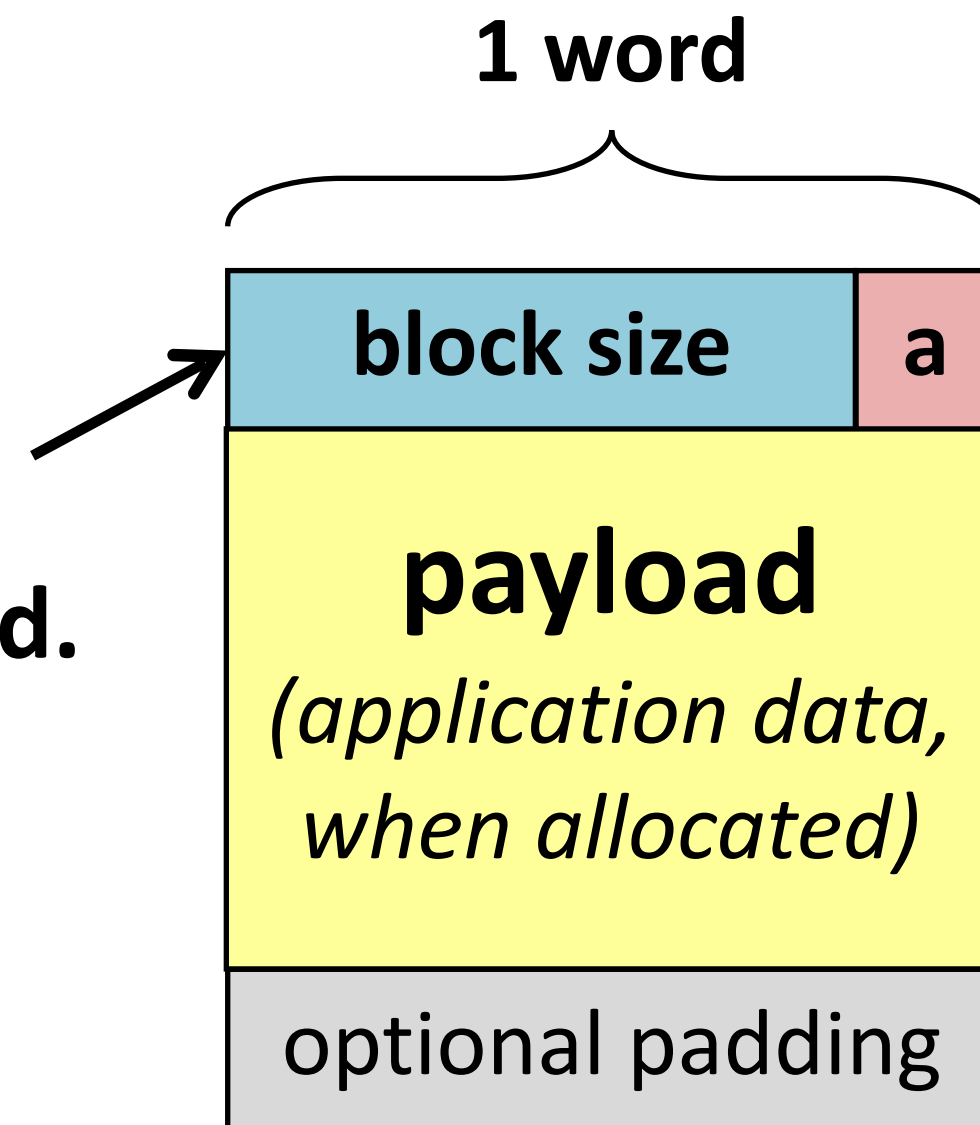 1 word
block size
a
payload
d.
(application data,
when allocated)
optional padding